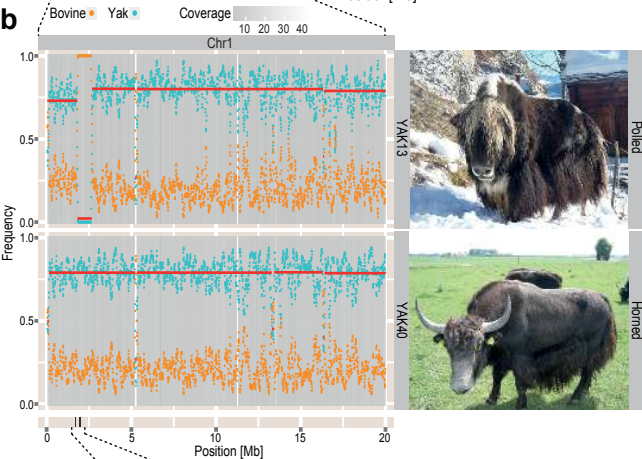 b
Bovine Yak Coverage
10 20 30 40
Chr1
1.0
0.5
0.0
YAK13
Polled
Frequency
1.0
0.5
0.0
YAK40
Horned
0 5 10 15 20
Position [Mb]